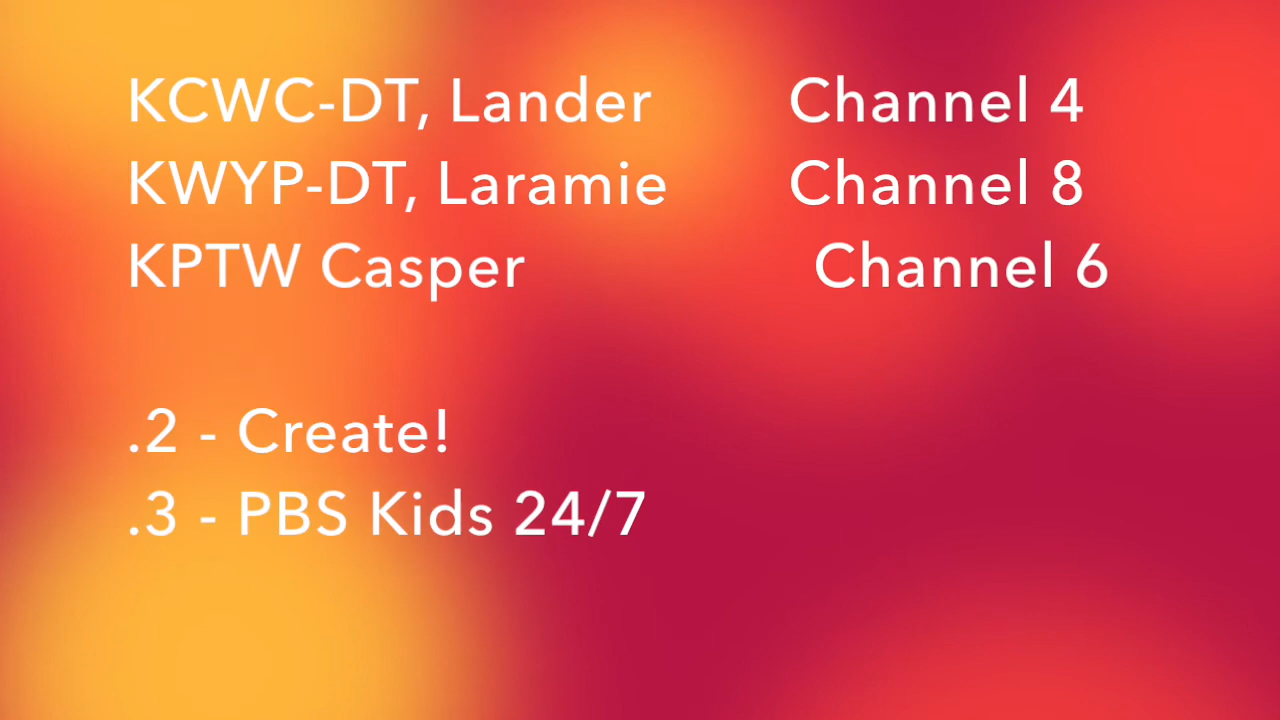 KCWC-DT, Lander Channel 4
KWYP-DT, Laramie Channel 8
KPTW Casper Channel 6
.2 - Create!
.3 - PBS Kids 24/7